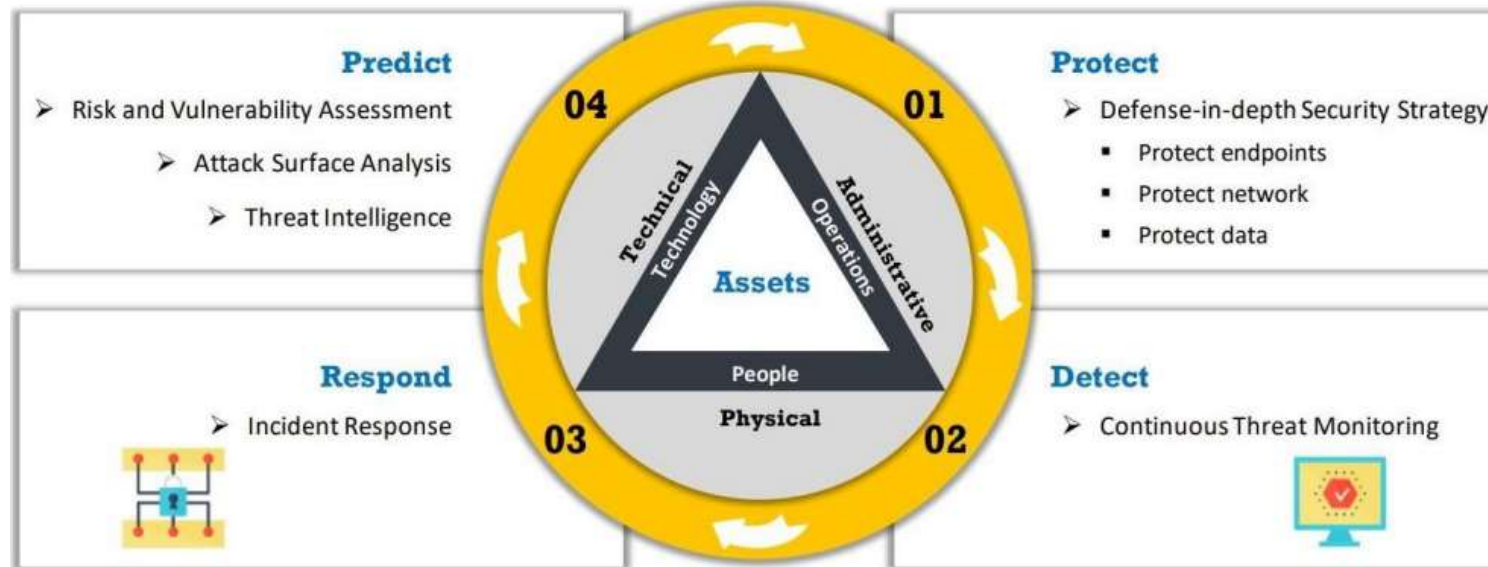 Predict
➢ Risk and Vulnerability Assessment
➢ Attack Surface Analysis
➢ Threat Intelligence
04
01
Protect
➢ Defense-in-depth Security Strategy
▪ Protect endpoints
▪ Protect network
▪ Protect data
Technical
Technology
Assets
Operations
Administrative
People
Physical
Respond
➢ Incident Response
03
02
Detect
➢ Continuous Threat Monitoring